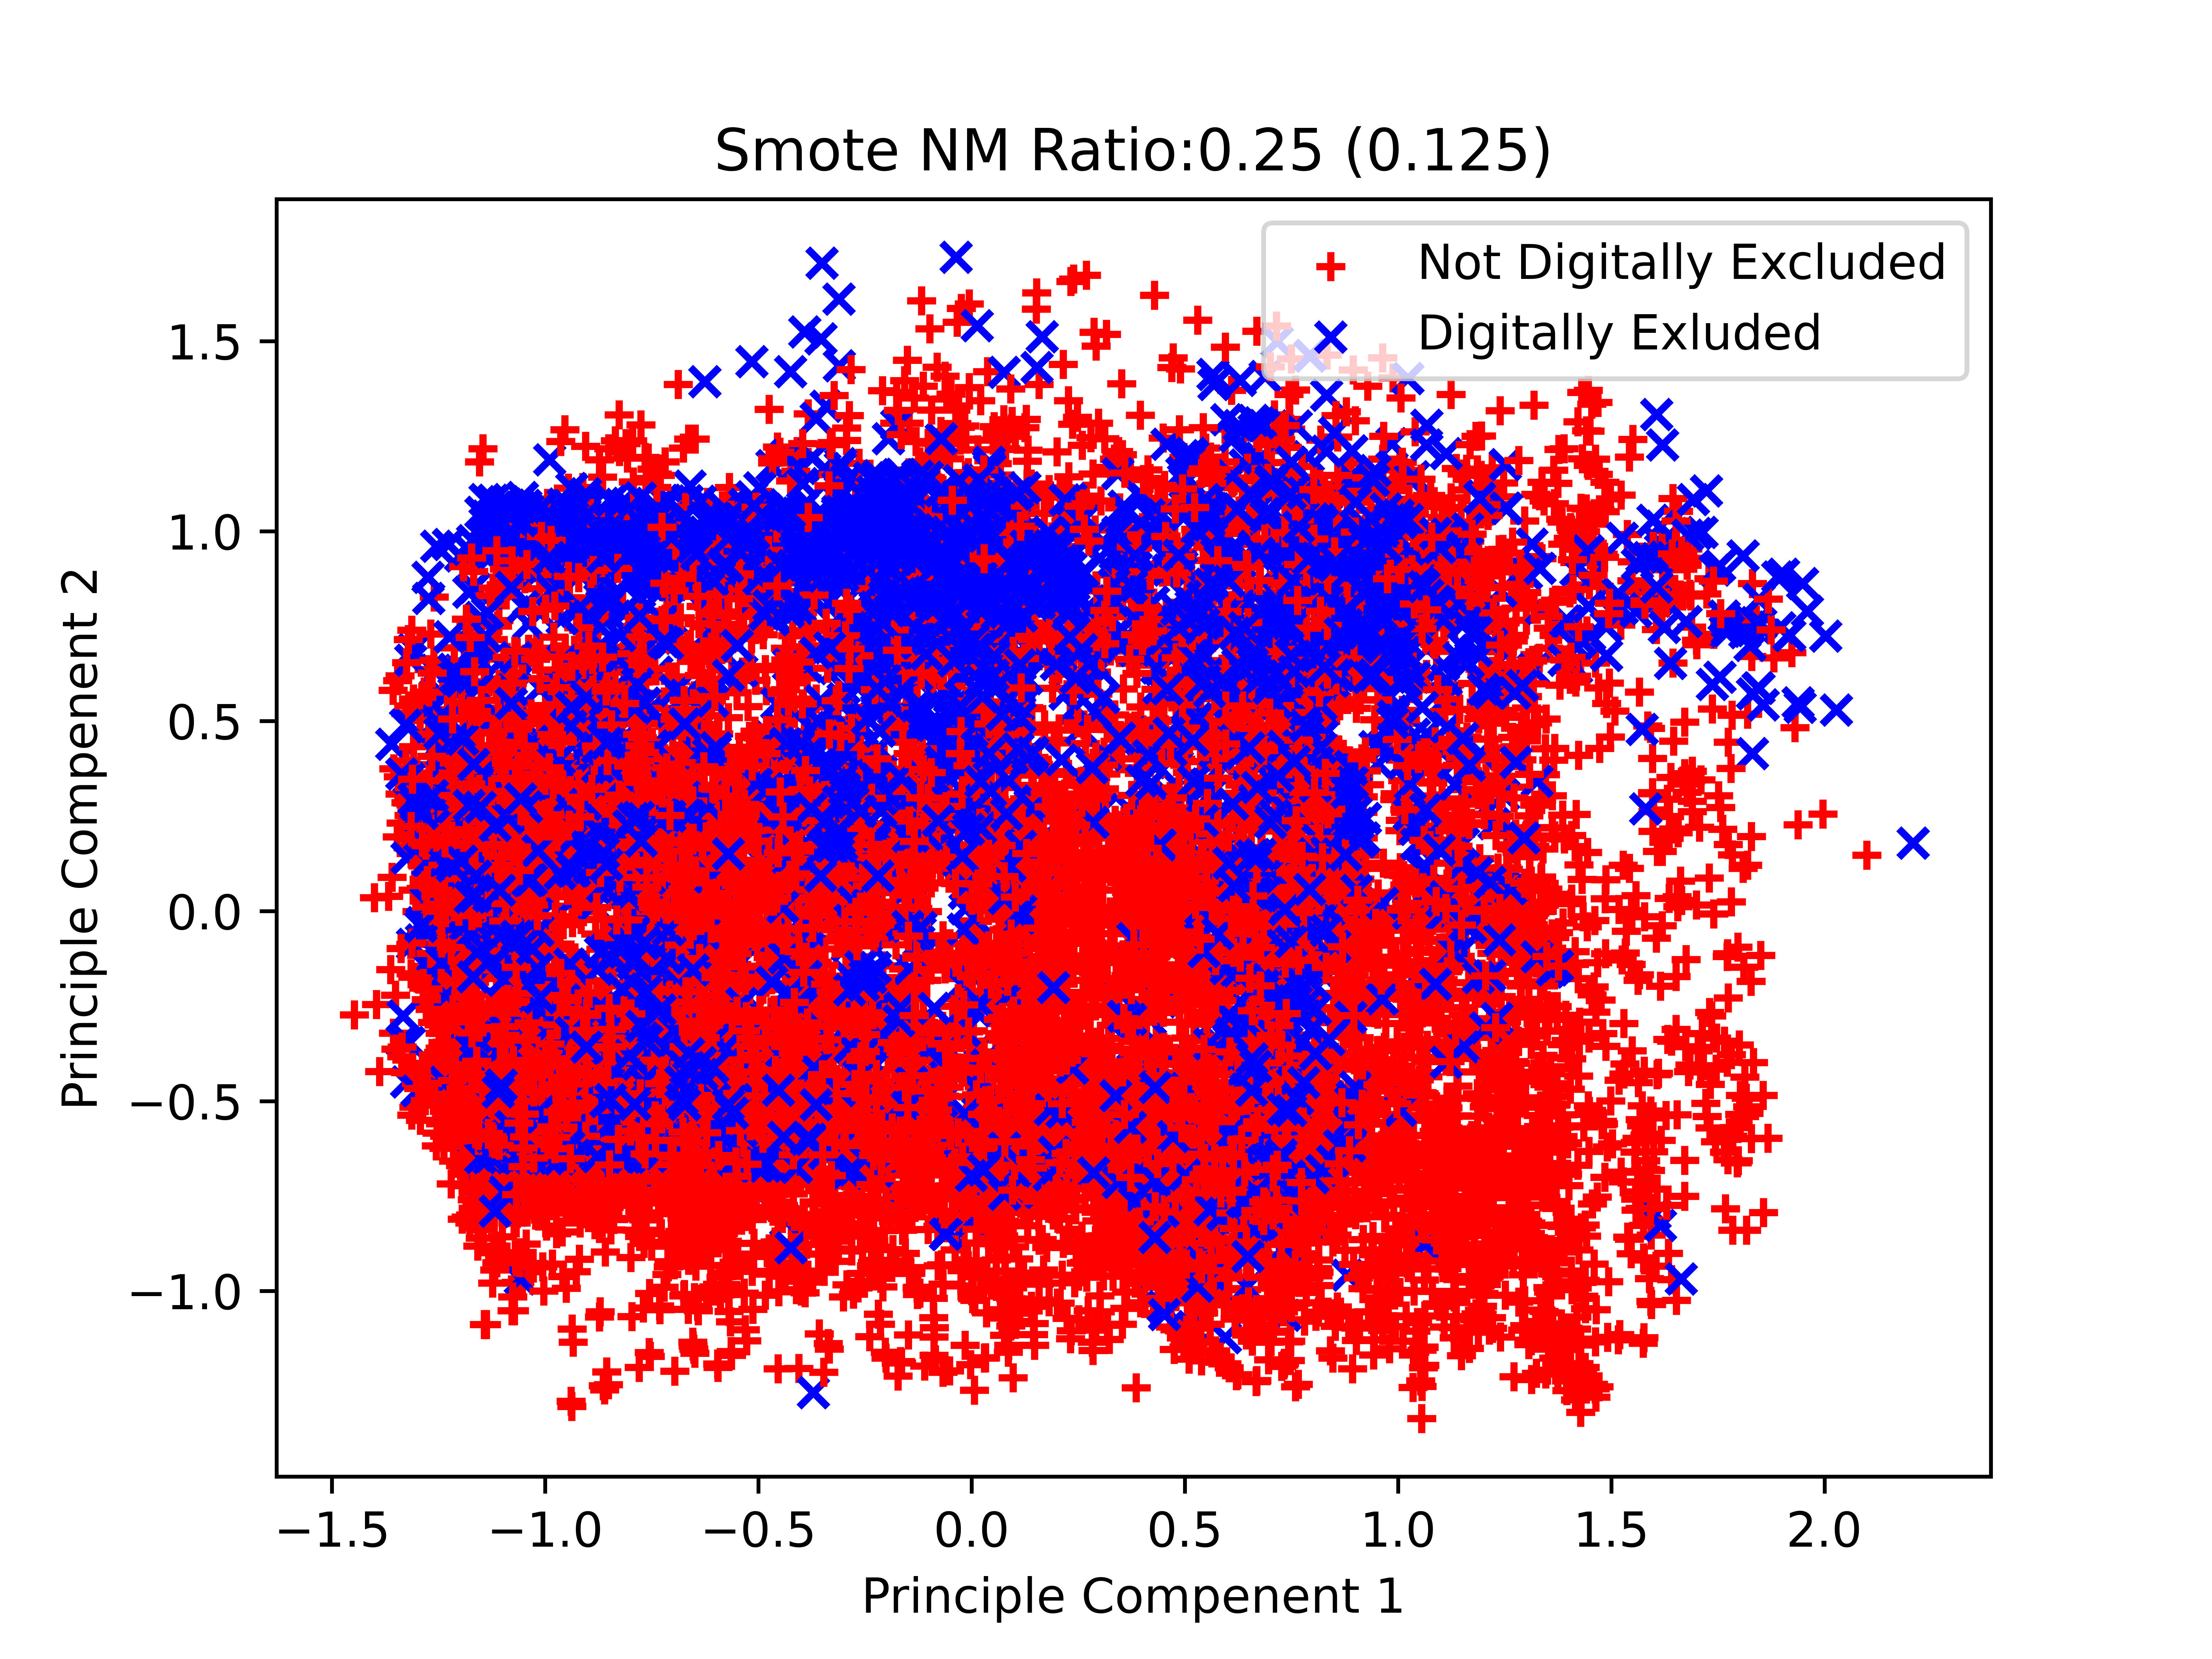 Smote NM Ratio:0.25 (0.125)
Not Digitally Excluded
Digitally Exluded
1.5
1.0
0.5
0.0
−0.5
−1.0
Principle Compenent 2
−1.5 −1.0 −0.5 0.0 0.5 1.0 1.5 2.0
Principle Compenent 1